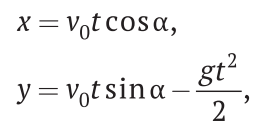 x = v₀t cos α,
y = v₀t sin α − gt²/2,